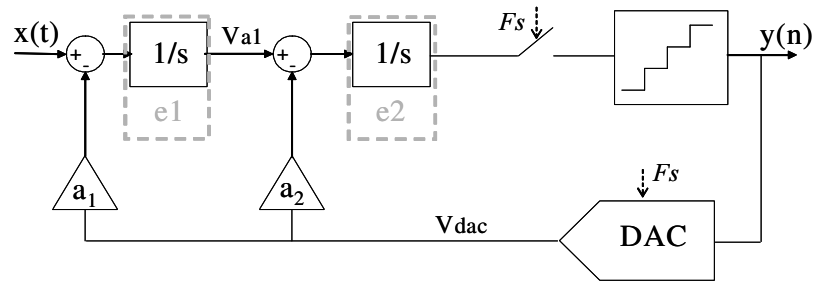 x(t)
+
-
1/s
e1
Va1
+
-
1/s
e2
Fs
y(n)
a1
a2
Vdac
Fs
DAC